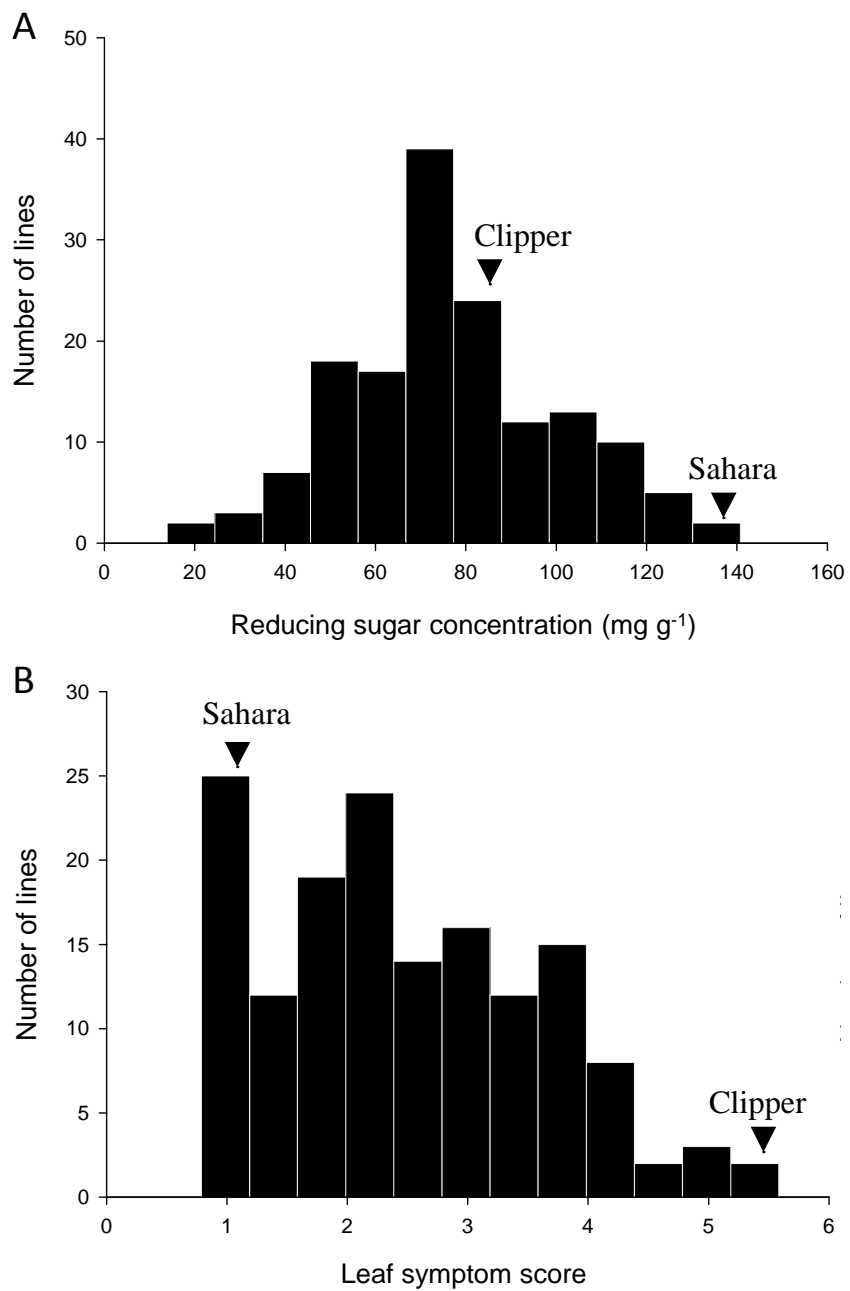 A
50
40
30
20
10
0
Number of lines
Clipper
Sahara
0 20 40 60 80 100 120 140 160
Reducing sugar concentration (mg g⁻¹)
B
30
25
20
15
10
5
0
Number of lines
Sahara
Clipper
0 1 2 3 4 5 6
Leaf symptom score